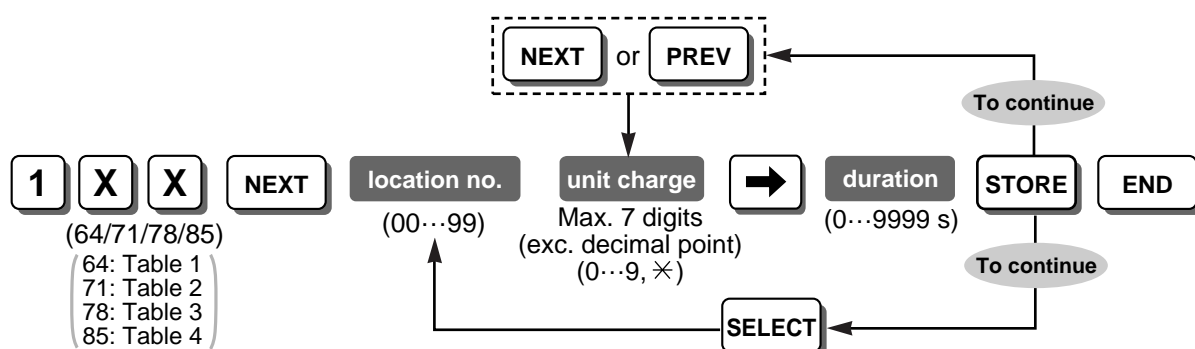 NEXT or PREV
To continue
1 X X NEXT location no. unit charge ➡ duration STORE END
(64/71/78/85) (00···99) Max. 7 digits (0···9999 s)
(exc. decimal point)
(0···9, ✳)
64: Table 1
71: Table 2
78: Table 3
85: Table 4
To continue
SELECT